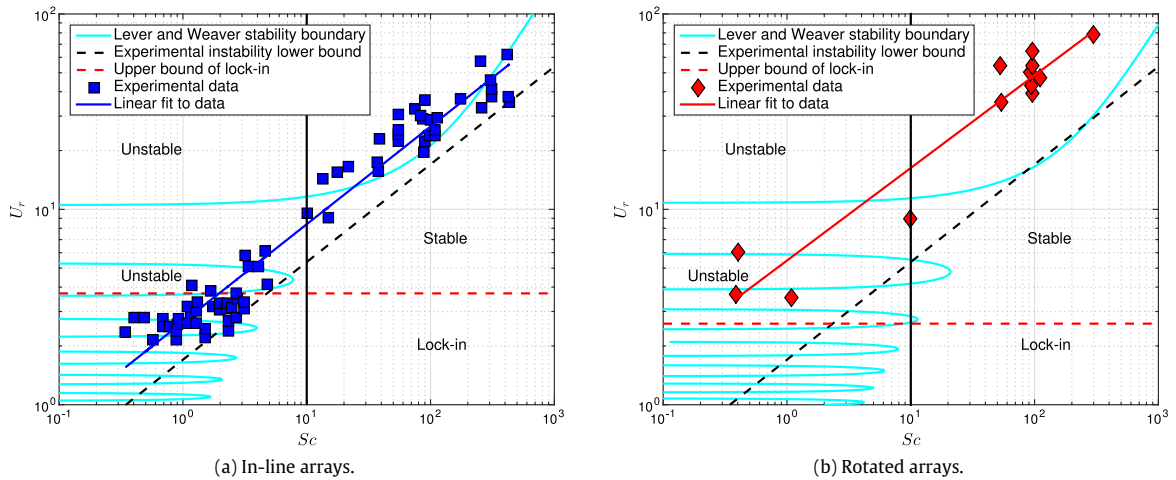 Lever and Weaver stability boundary
Experimental instability lower bound
Upper bound of lock-in
Experimental data
Linear fit to data
Unstable
Stable
Unstable
Lock-in
U_r
10^2
10^1
10^0
10^-1 10^0 10^1 10^2 10^3
Sc
(a) In-line arrays.
Lever and Weaver stability boundary
Experimental instability lower bound
Upper bound of lock-in
Experimental data
Linear fit to data
Unstable
Stable
Unstable
Lock-in
U_r
10^2
10^1
10^0
10^-1 10^0 10^1 10^2 10^3
Sc
(b) Rotated arrays.